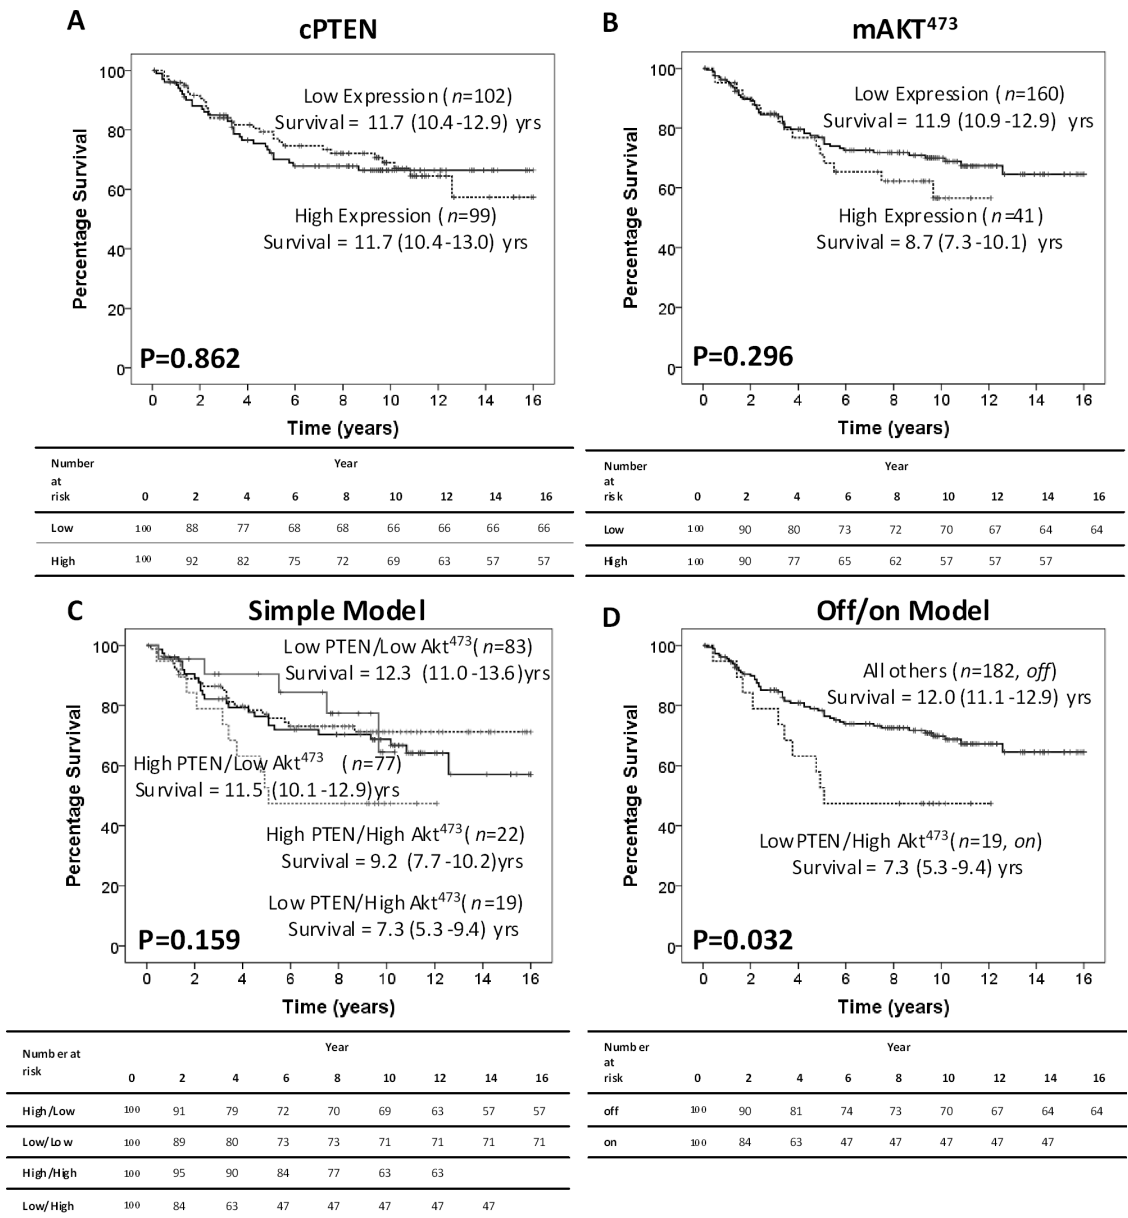 A
cPTEN
Percentage Survival
100
80
60
40
20
0
Low Expression (n=102)
Survival = 11.7 (10.4-12.9) yrs
High Expression (n=99)
Survival = 11.7 (10.4-13.0) yrs
P=0.862
0 2 4 6 8 10 12 14 16
Time (years)
Number at risk Year
0 2 4 6 8 10 12 14 16
Low 100 88 77 68 68 66 66 66 66
High 100 92 82 75 72 69 63 57 57
B
mAKT473
Percentage Survival
100
80
60
40
20
0
Low Expression (n=160)
Survival = 11.9 (10.9-12.9) yrs
High Expression (n=41)
Survival = 8.7 (7.3-10.1) yrs
P=0.296
0 2 4 6 8 10 12 14 16
Time (years)
Number at risk Year
0 2 4 6 8 10 12 14 16
Low 100 90 80 73 72 70 67 64 64
High 100 90 77 65 62 57 57 57
C
Simple Model
Percentage Survival
100
80
60
40
20
0
Low PTEN/Low Akt473 (n=83)
Survival = 12.3 (11.0-13.6)yrs
High PTEN/Low Akt473 (n=77)
Survival = 11.5 (10.1-12.9)yrs
High PTEN/High Akt473 (n=22)
Survival = 9.2 (7.7-10.2)yrs
Low PTEN/High Akt473 (n=19)
Survival = 7.3 (5.3-9.4) yrs
P=0.159
0 2 4 6 8 10 12 14 16
Time (years)
Number at risk Year
0 2 4 6 8 10 12 14 16
High/Low 100 91 79 72 70 69 63 57 57
Low/Low 100 89 80 73 73 71 71 71 71
High/High 100 95 90 84 77 63 63
Low/High 100 84 63 47 47 47 47 47
D
Off/on Model
Percentage Survival
100
80
60
40
20
0
All others (n=182, off)
Survival = 12.0 (11.1-12.9) yrs
Low PTEN/High Akt473 (n=19, on)
Survival = 7.3 (5.3-9.4) yrs
P=0.032
0 2 4 6 8 10 12 14 16
Time (years)
Number at risk Year
0 2 4 6 8 10 12 14 16
off 100 90 81 74 73 70 67 64 64
on 100 84 63 47 47 47 47 47